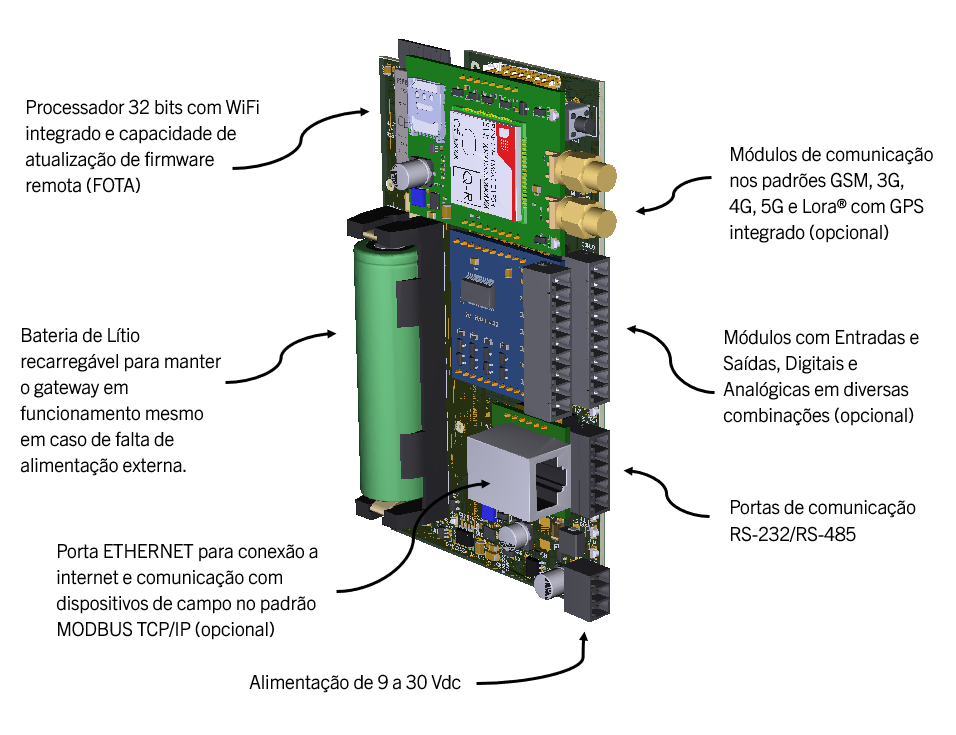 Processador 32 bits com WiFi
integrado e capacidade de
atualização de firmware
remota (FOTA)
Módulos de comunicação
nos padrões GSM, 3G,
4G, 5G e Lora® com GPS
integrado (opcional)
Bateria de Lítio
recarregável para manter
o gateway em
funcionamento mesmo
em caso de falta de
alimentação externa.
Módulos com Entradas e
Saídas, Digitais e
Analógicas em diversas
combinações (opcional)
Portas de comunicação
RS-232/RS-485
Porta ETHERNET para conexão a
internet e comunicação com
dispositivos de campo no padrão
MODBUS TCP/IP (opcional)
Alimentação de 9 a 30 Vdc